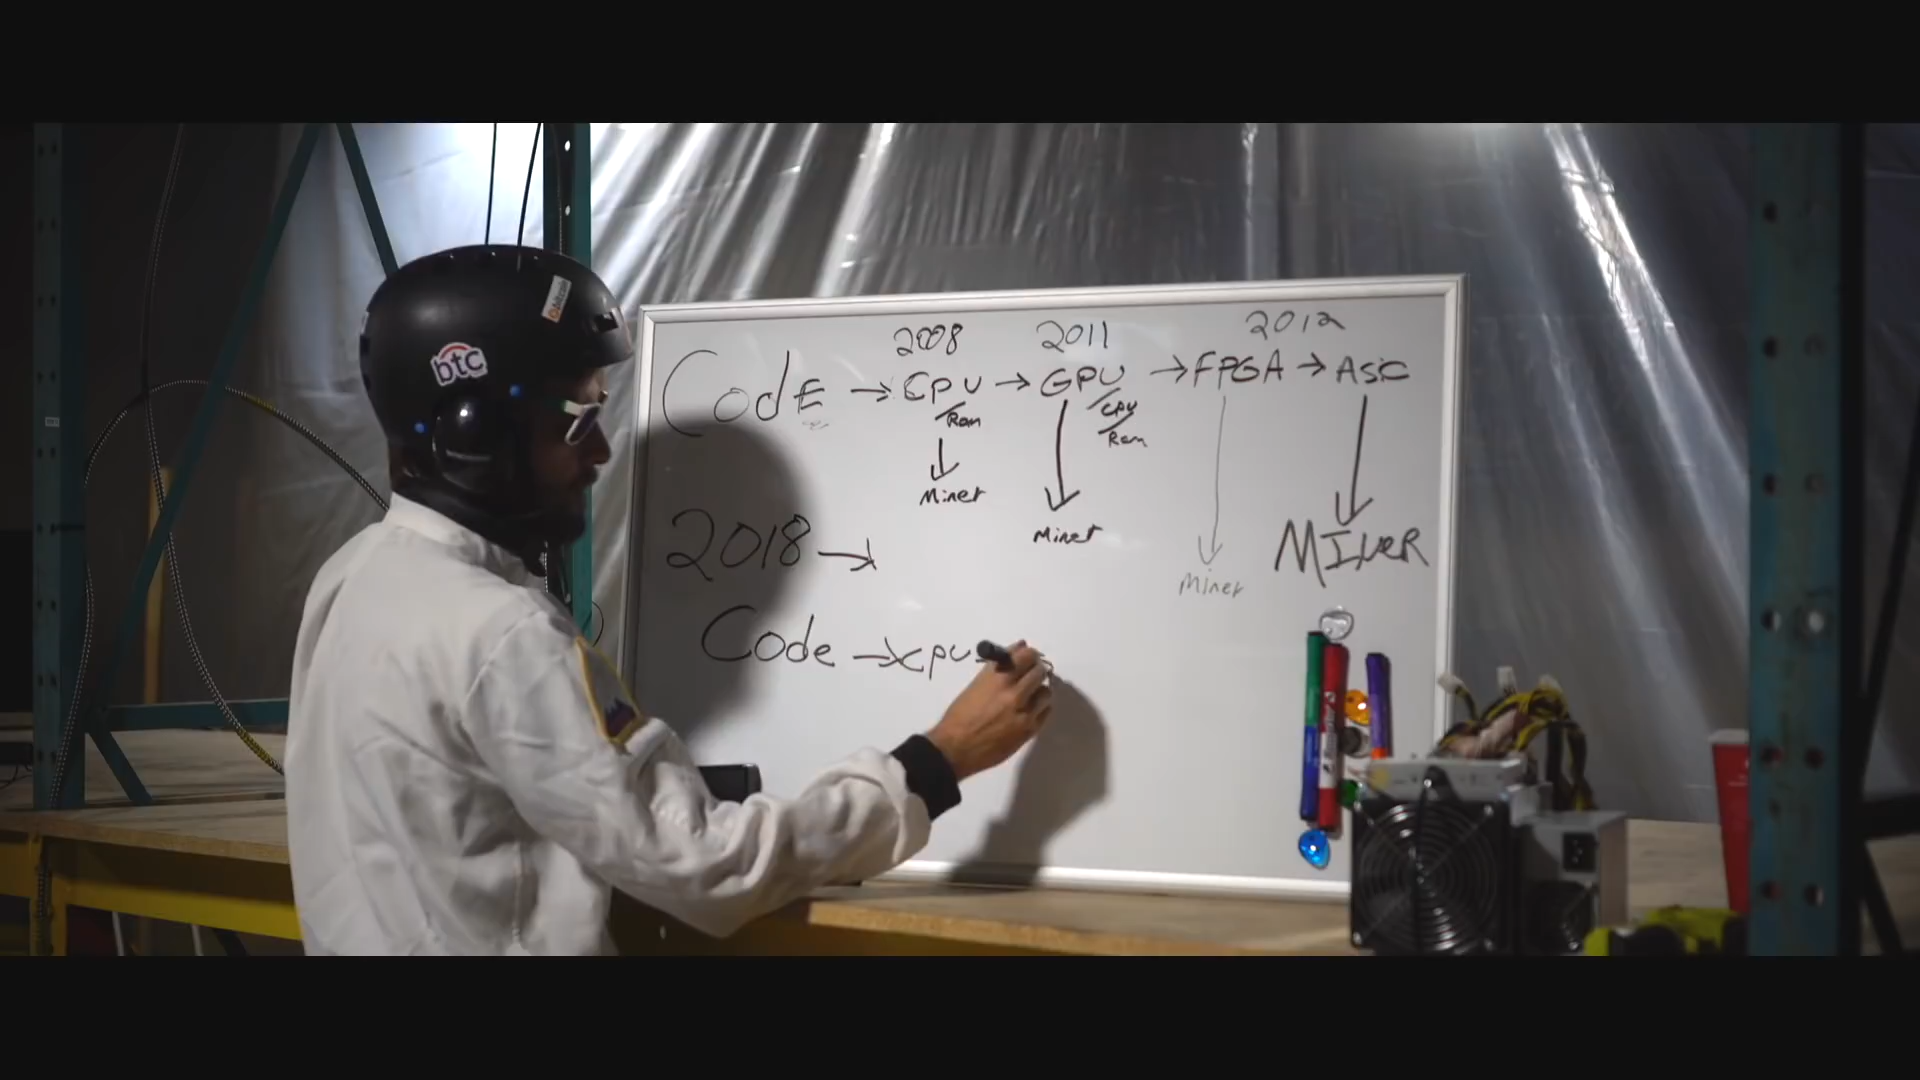 bitcoin
btc
2008 2011 2012
CodE → CPU → GPU → FPGA → ASIC
Ram CPU
Ram
Miner
Miner MINeR
Miner
2018 →
Code → CPU